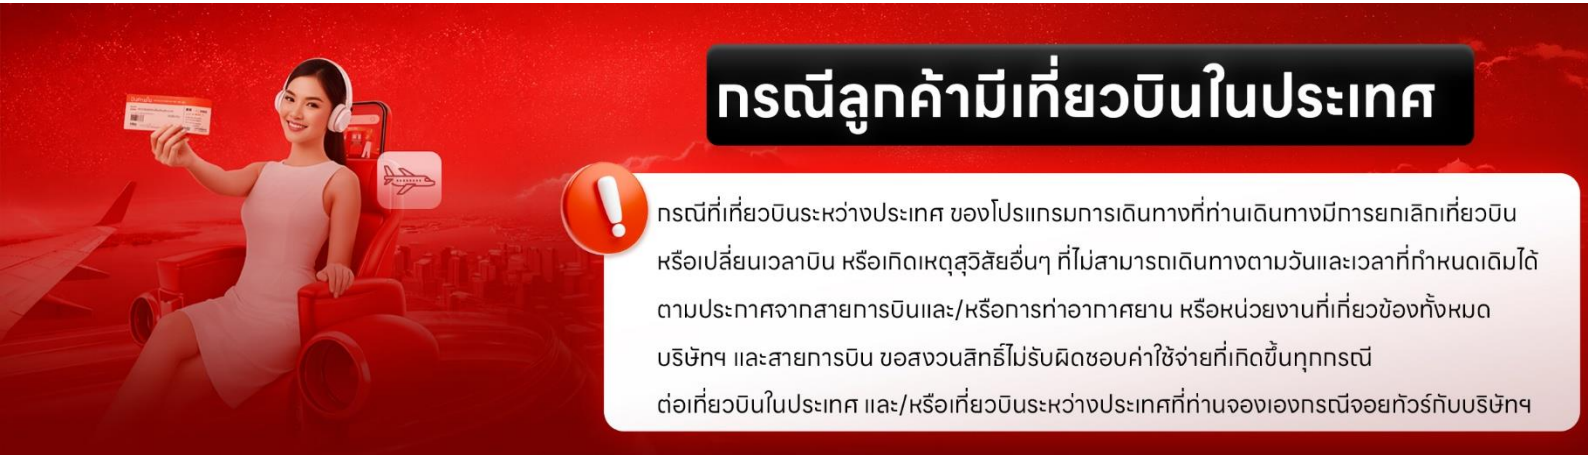 กรณีลูกค้ามีเที่ยวบินในประเทศ
กรณีที่เที่ยวบินระหว่างประเทศ ของโปรแกรมการเดินทางที่ท่านเดินทางมีการยกเลิกเที่ยวบิน
หรือเปลี่ยนเวลาบิน หรือเกิดเหตุสุวิสัยอื่นๆ ที่ไม่สามารถเดินทางตามวันและเวลาที่กำหนดเดิมได้
ตามประกาศจากสายการบินและ/หรือการท่าอากาศยาน หรือหน่วยงานที่เกี่ยวข้องทั้งหมด
บริษัทฯ และสายการบิน ขอสงวนสิทธิ์ไม่รับผิดชอบค่าใช้จ่ายที่เกิดขึ้นทุกกรณี
ต่อเที่ยวบินในประเทศ และ/หรือเที่ยวบินระหว่างประเทศที่ท่านจองเองกรณีจอยทัวร์กับบริษัทฯ